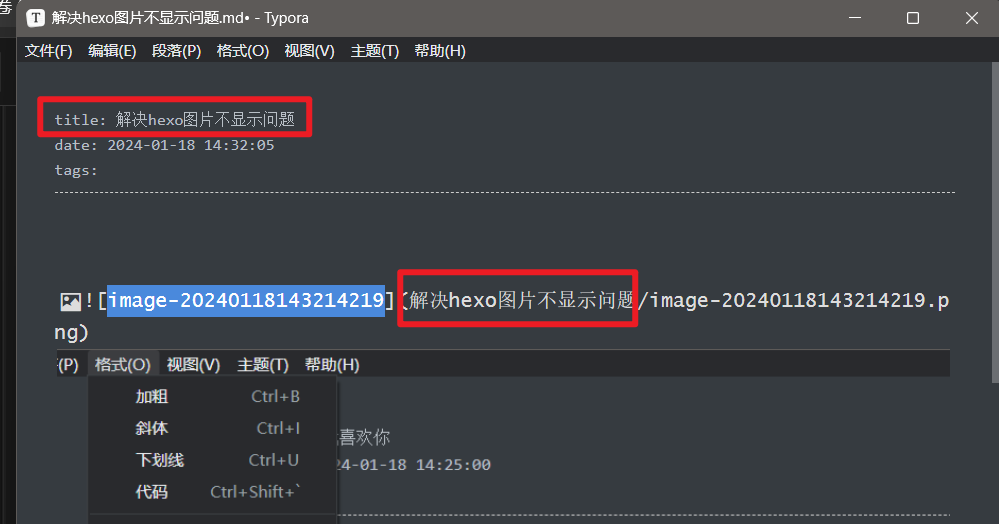 卷
T 解决hexo图片不显示问题.md• - Typora
文件(F) 编辑(E) 段落(P) 格式(O) 视图(V) 主题(T) 帮助(H)
title: 解决hexo图片不显示问题
date: 2024-01-18 14:32:05
tags:
![image-20240118143214219](解决hexo图片不显示问题/image-20240118143214219.p
ng)
(P) 格式(O) 视图(V) 主题(T) 帮助(H)
加粗 Ctrl+B
斜体 Ctrl+I
喜欢你
下划线 Ctrl+U
24-01-18 14:25:00
代码 Ctrl+Shift+`